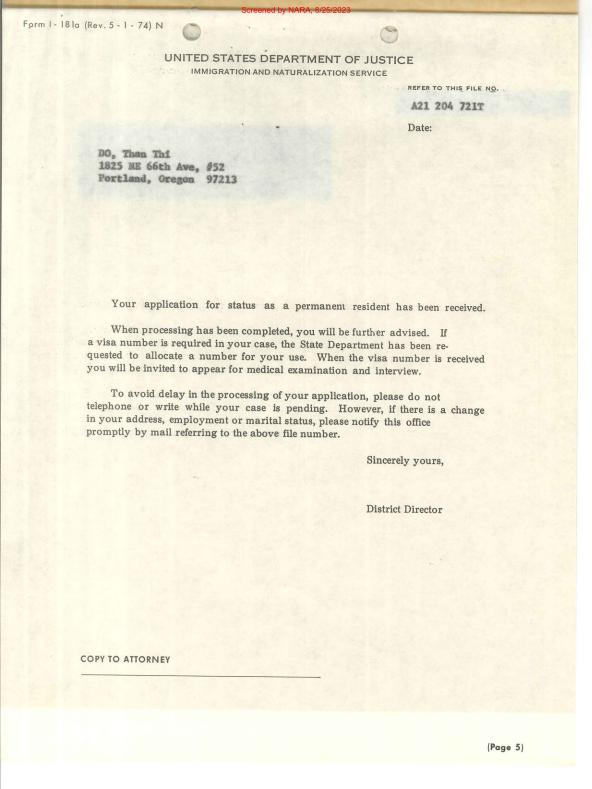 Screened by NARA, 8/25/2023
Form I-181a (Rev. 5-1-74) N
UNITED STATES DEPARTMENT OF JUSTICE
IMMIGRATION AND NATURALIZATION SERVICE
REFER TO THIS FILE NO.
A21 204 721T
Date:
DO, Than Thi
1825 NE 66th Ave, #52
Portland, Oregon 97213
Your application for status as a permanent resident has been received.
When processing has been completed, you will be further advised. If
a visa number is required in your case, the State Department has been re-
quested to allocate a number for your use. When the visa number is received
you will be invited to appear for medical examination and interview.
To avoid delay in the processing of your application, please do not
telephone or write while your case is pending. However, if there is a change
in your address, employment or marital status, please notify this office
promptly by mail referring to the above file number.
Sincerely yours,
District Director
COPY TO ATTORNEY
(Page 5)